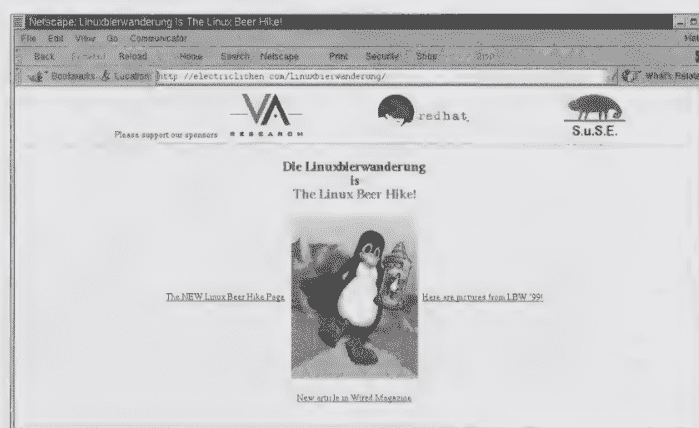 Netscape: Linuxbierwanderung is The Linux Beer Hike!
File Edit View Go Communicator
Back Forward Reload Home Search Netscape Print Security Shop Stop
Bookmarks Location: http://electriclichen.com/linuxbierwanderung/ What's Relate
Please support our sponsors
VA
RESEARCH
redhat.
S.u.S.E.
Die Linuxbierwanderung
is
The Linux Beer Hike!
The NEW Linux Beer Hike Page
Here are pictures from LBW '99!
New article in Wired Magazine